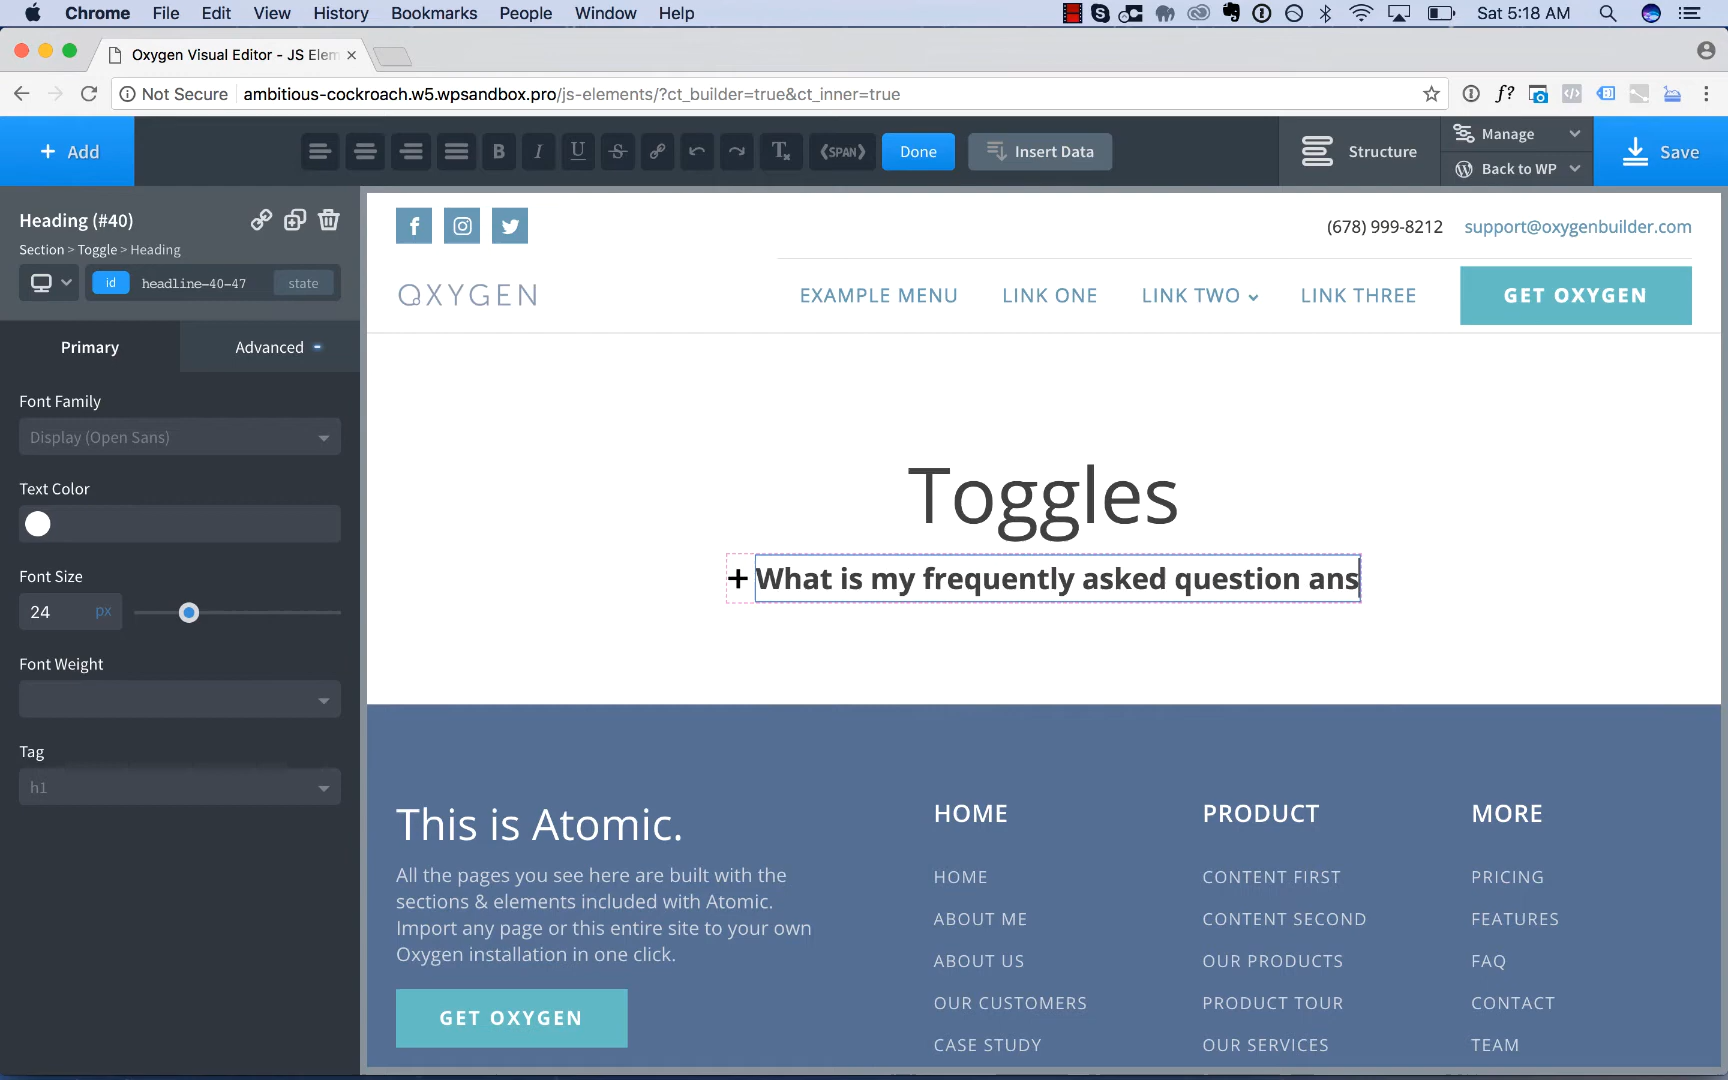 Chrome File Edit View History Bookmarks People Window Help Sat 5:18 AM
Oxygen Visual Editor - JS Elem
Not Secure ambitious-cockroach.w5.wpsandbox.pro/js-elements/?ct_builder=true&ct_inner=true
+ Add
B I U S Tx <SPAN> Done Insert Data
Structure
Manage
Back to WP
Save
Heading (#40)
Section > Toggle > Heading
id headline-40-47 state
Primary Advanced
Font Family
Display (Open Sans)
Text Color
Font Size
24 px
Font Weight
Tag
h1
(678) 999-8212 support@oxygenbuilder.com
OXYGEN
EXAMPLE MENU LINK ONE LINK TWO LINK THREE GET OXYGEN
Toggles
+ What is my frequently asked question ans
This is Atomic.
All the pages you see here are built with the
sections & elements included with Atomic.
Import any page or this entire site to your own
Oxygen installation in one click.
GET OXYGEN
HOME
HOME
ABOUT ME
ABOUT US
OUR CUSTOMERS
CASE STUDY
PRODUCT
CONTENT FIRST
CONTENT SECOND
OUR PRODUCTS
PRODUCT TOUR
OUR SERVICES
MORE
PRICING
FEATURES
FAQ
CONTACT
TEAM